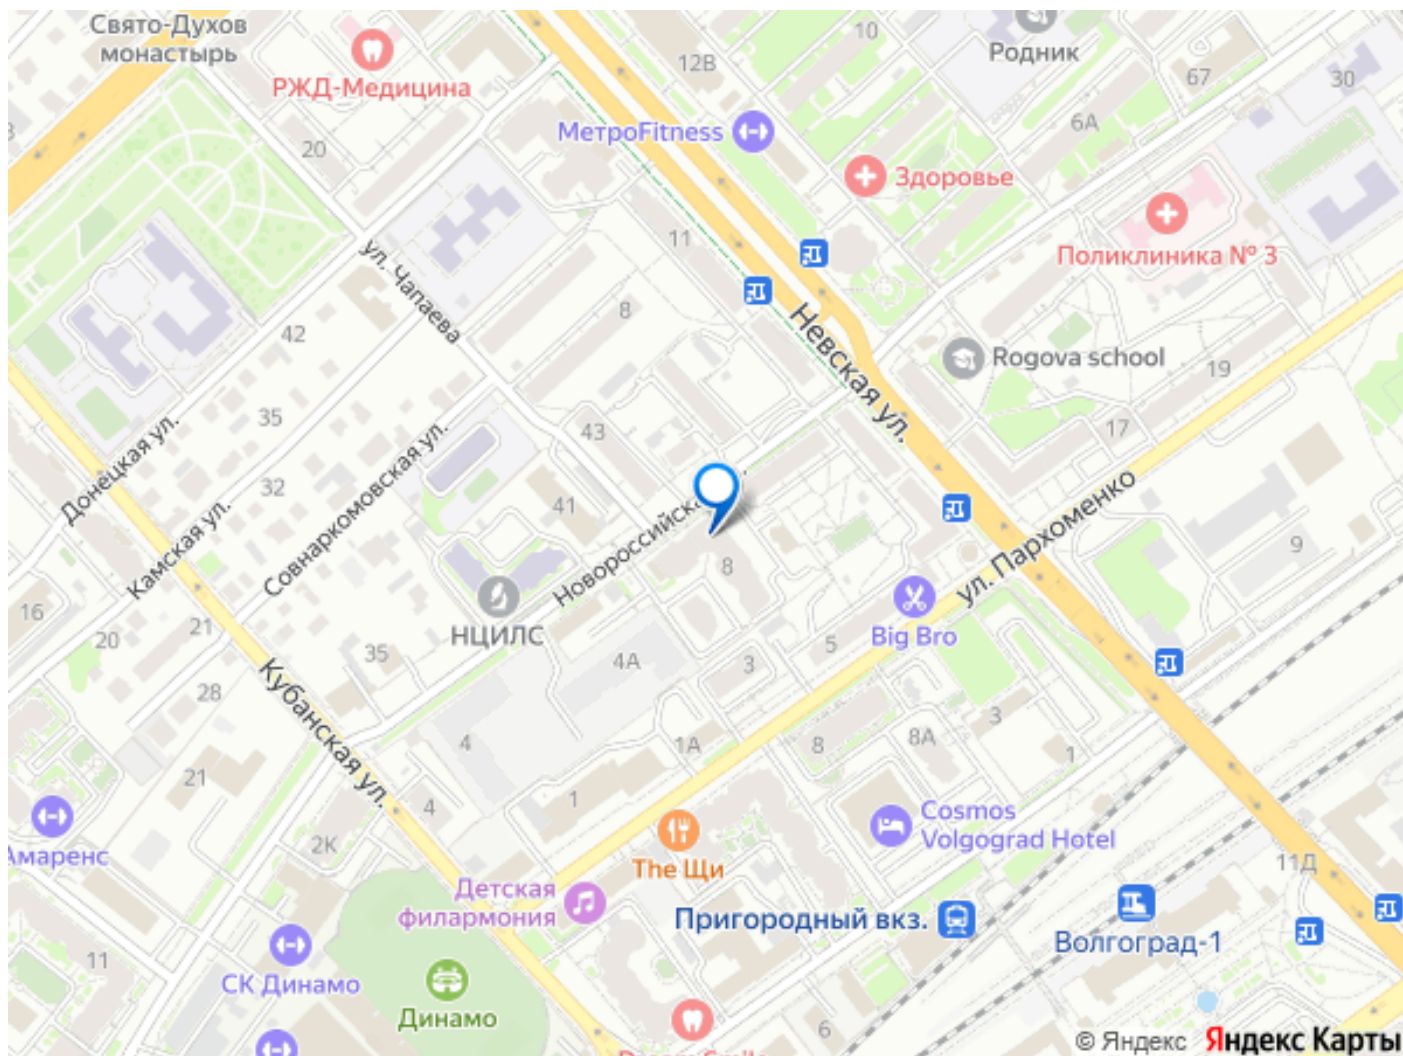 Свято-Духов
монастырь
РЖД-Медицина
20
12В
10
Родник
67
30
6А
МетроFitness
Здоровье
Поликлиника № 3
11
ул. Чапаева
8
42
Невская ул.
Rogova school
19
17
35
43
Донецкая ул.
32
Совнаркомовская ул.
Камская ул.
41
Новороссийск
8
ул. Пархоменко
9
16
20
21
НЦИЛС
35
4А
3
5
Big Bro
28
Кубанская ул.
4
1А
8
8А
3
1
21
4
1
2К
Амаренс
The Щи
Cosmos
Volgograd Hotel
11Д
Детская
филармония
Пригородный вкз.
Волгоград-1
11
СК Динамо
Динамо
6
© Яндекс Яндекс Карты